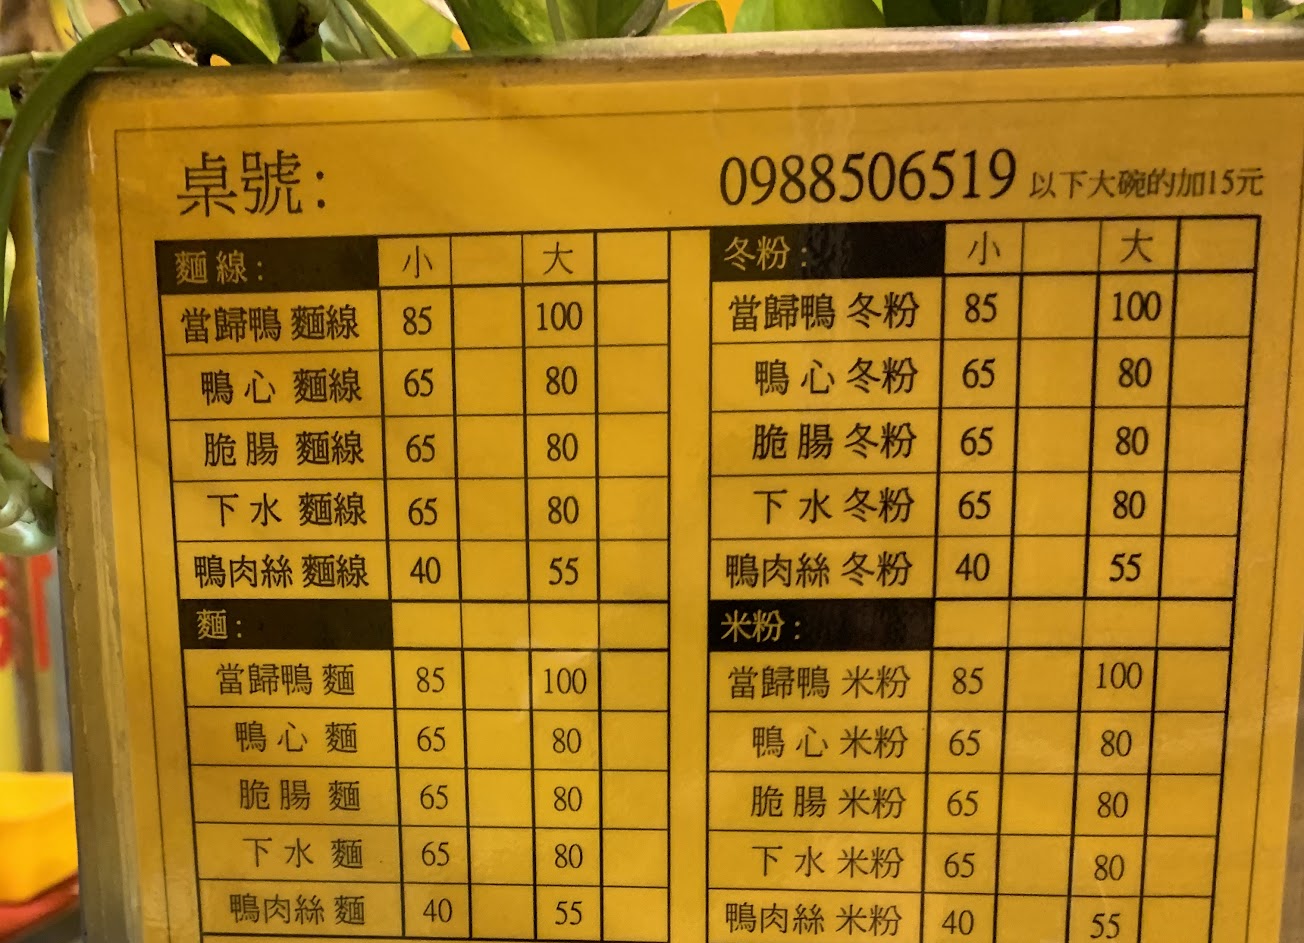 桌號:
0988506519 以下大碗的加15元
麵線: 小 大
當歸鴨 麵線 85 100
鴨心 麵線 65 80
脆腸 麵線 65 80
下水 麵線 65 80
鴨肉絲 麵線 40 55
麵:
當歸鴨 麵 85 100
鴨心 麵 65 80
脆腸 麵 65 80
下水 麵 65 80
鴨肉絲 麵 40 55
冬粉: 小 大
當歸鴨 冬粉 85 100
鴨心 冬粉 65 80
脆腸 冬粉 65 80
下水 冬粉 65 80
鴨肉絲 冬粉 40 55
米粉:
當歸鴨 米粉 85 100
鴨心 米粉 65 80
脆腸 米粉 65 80
下水 米粉 65 80
鴨肉絲 米粉 40 55